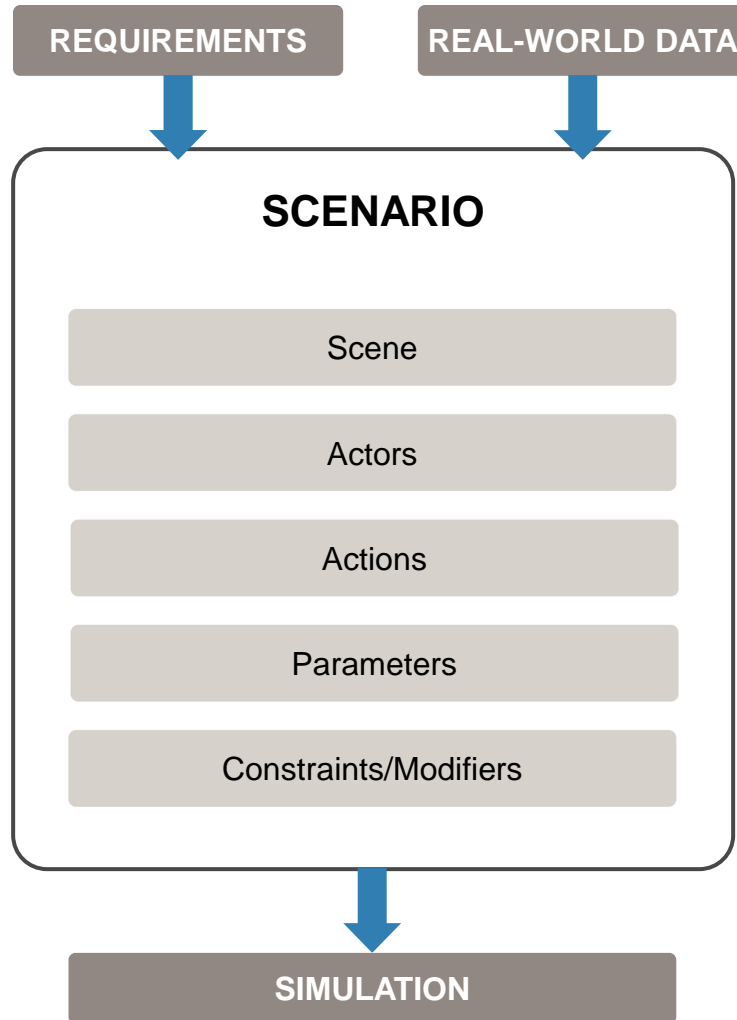 REQUIREMENTS
REAL-WORLD DATA
SCENARIO
Scene
Actors
Actions
Parameters
Constraints/Modifiers
SIMULATION